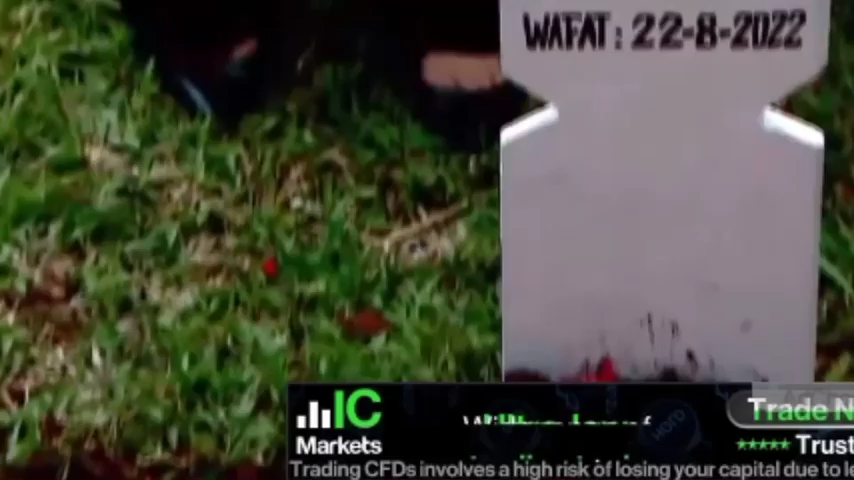 WAFAT: 22-8-2022
IC
Markets
Trade N
★★★★★ Trust
Trading CFDs involves a high risk of losing your capital due to le